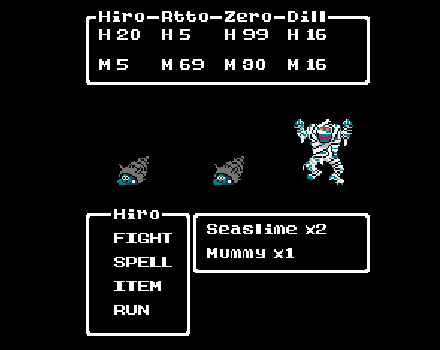 Hiro-Rtto-Zero-Dill
H 20 H 5 H 99 H 16
M 5 M 69 M 80 M 16
Hiro
FIGHT
SPELL
ITEM
RUN
Seaslime x2
Mummy x1